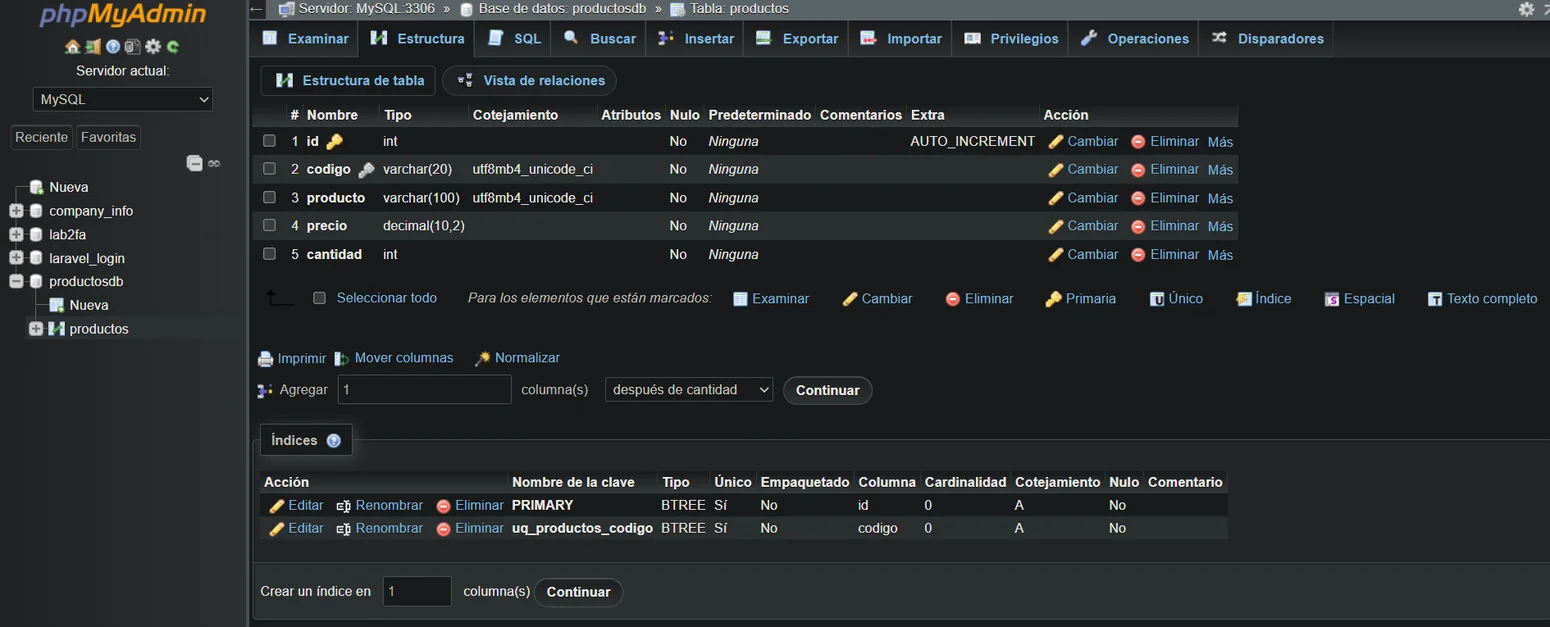 phpMyAdmin
Servidor actual:
MySQL
Reciente Favoritas
Nueva
company_info
lab2fa
laravel_login
productosdb
Nueva
productos
Servidor: MySQL:3306 » Base de datos: productosdb » Tabla: productos
Examinar Estructura SQL Buscar Insertar Exportar Importar Privilegios Operaciones Disparadores
Estructura de tabla Vista de relaciones
# Nombre Tipo Cotejamiento Atributos Nulo Predeterminado Comentarios Extra Acción
1 id int No Ninguna AUTO_INCREMENT Cambiar Eliminar Más
2 codigo varchar(20) utf8mb4_unicode_ci No Ninguna Cambiar Eliminar Más
3 producto varchar(100) utf8mb4_unicode_ci No Ninguna Cambiar Eliminar Más
4 precio decimal(10,2) No Ninguna Cambiar Eliminar Más
5 cantidad int No Ninguna Cambiar Eliminar Más
Seleccionar todo Para los elementos que están marcados: Examinar Cambiar Eliminar Primaria Único Índice Espacial Texto completo
Imprimir Mover columnas Normalizar
Agregar 1 columna(s) después de cantidad Continuar
Índices
Acción Nombre de la clave Tipo Único Empaquetado Columna Cardinalidad Cotejamiento Nulo Comentario
Editar Renombrar Eliminar PRIMARY BTREE Sí No id 0 A No
Editar Renombrar Eliminar uq_productos_codigo BTREE Sí No codigo 0 A No
Crear un índice en 1 columna(s) Continuar